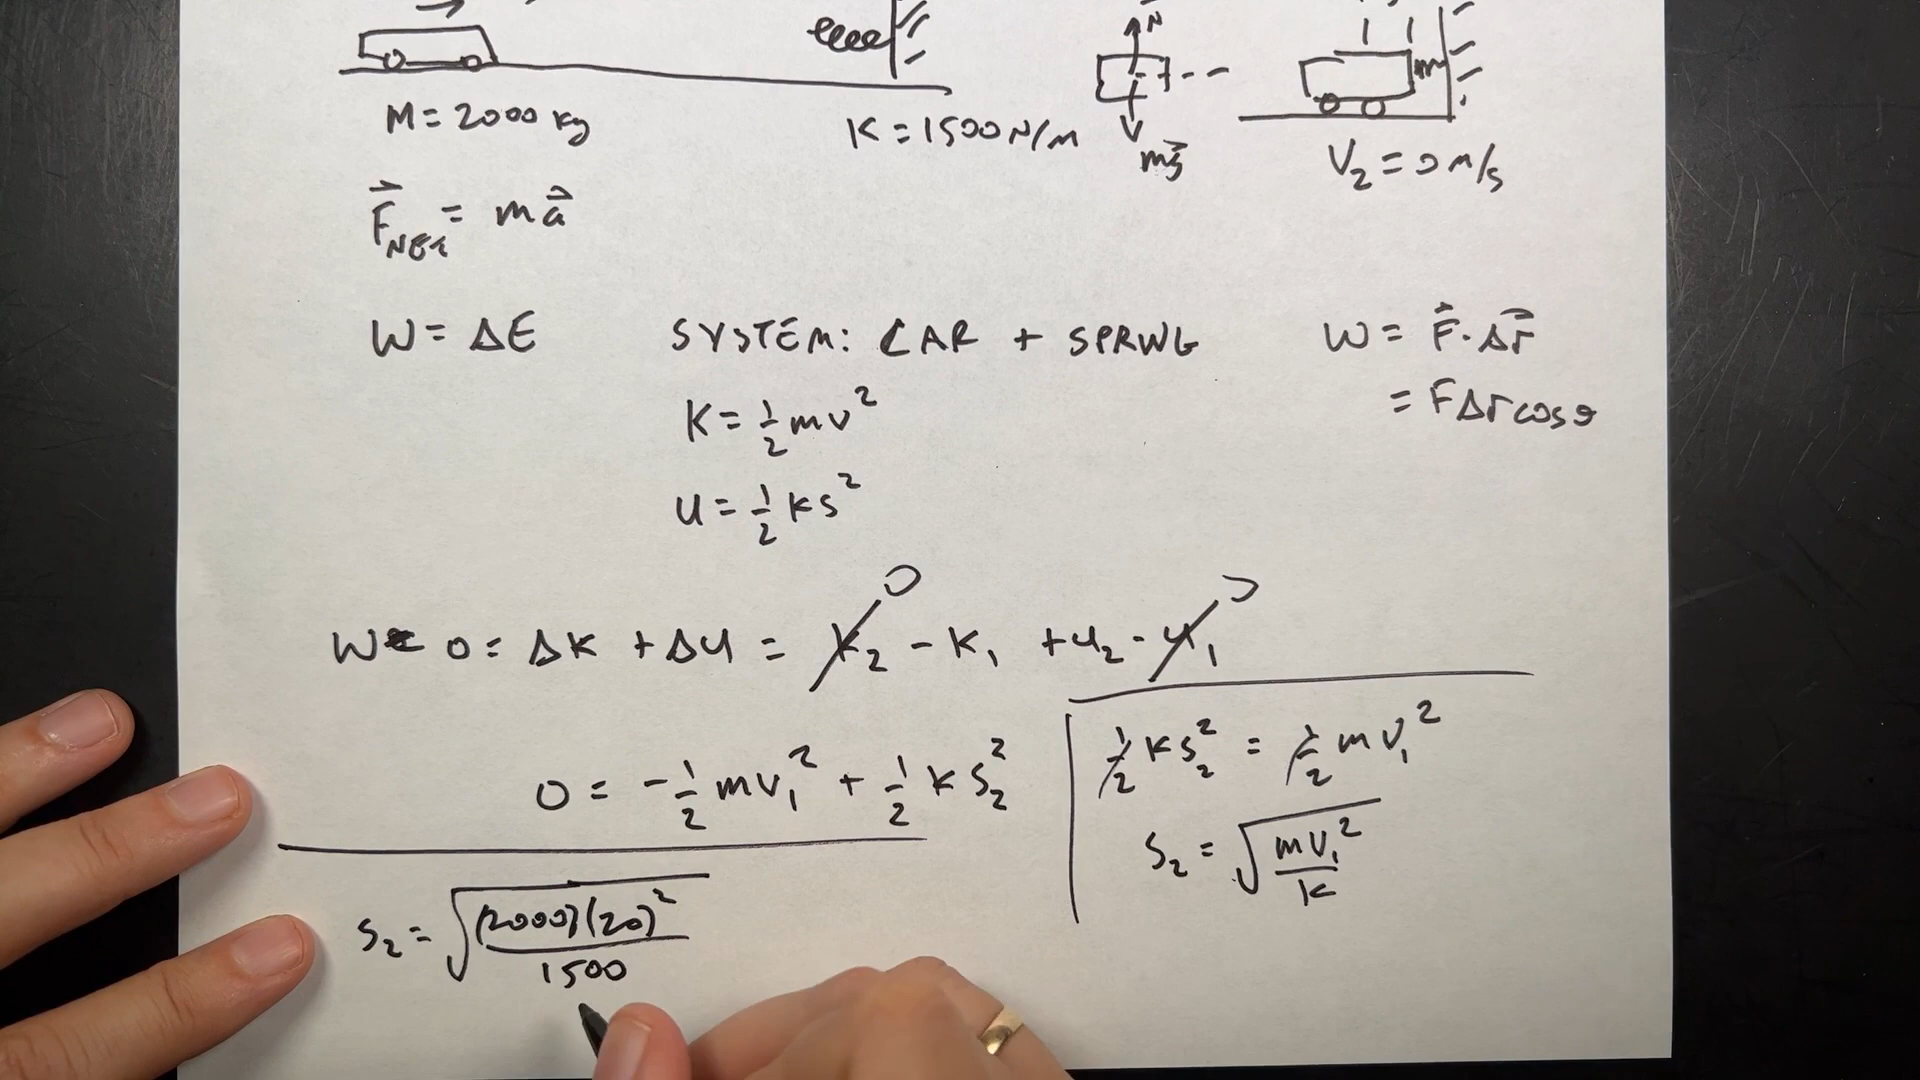 N
M = 2000 kg
K = 1500 N/M
mg⃗
V₂ = 0 m/s
F⃗NET = ma⃗
W = ΔE
SYSTEM: CAR + SPRING
W = F⃗ · Δr⃗
= FΔr cos θ
K = ½mv²
U = ½ks²
0 0
W = 0 = ΔK + ΔU = K₂ - K₁ + U₂ - U₁
0 = -½mv₁² + ½ks₂²
½ks₂² = ½mv₁²
S₂ = √(mv₁²/k)
S₂ = √((2000)(20)²/1500)